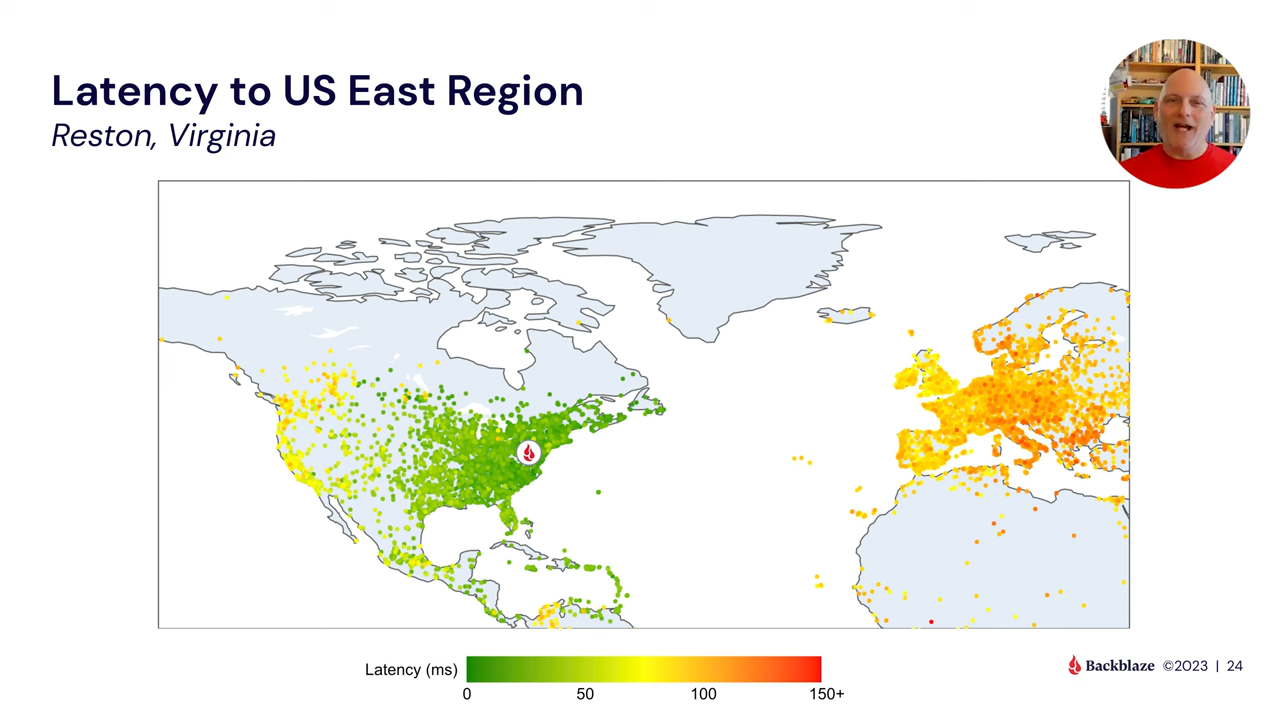 Latency to US East Region
Reston, Virginia
Latency (ms)
0 50 100 150+
Backblaze ©2023 | 24